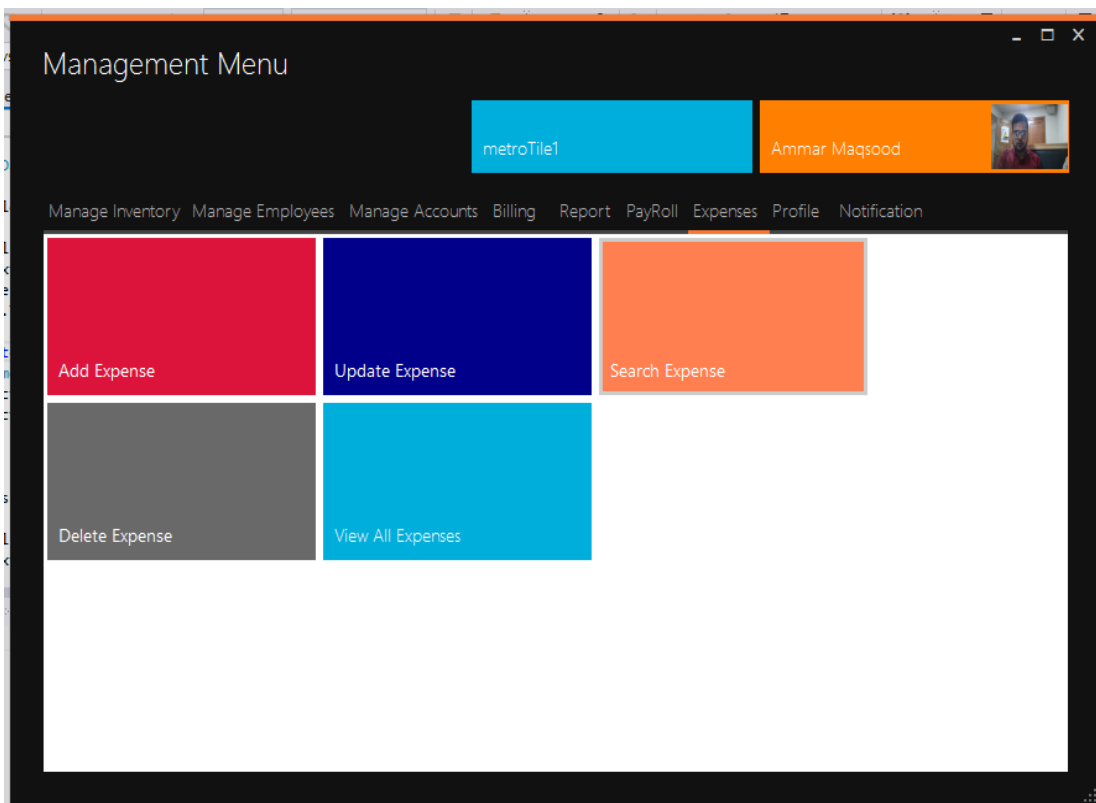 Management Menu
metroTile1
Ammar Maqsood
Manage Inventory Manage Employees Manage Accounts Billing Report PayRoll Expenses Profile Notification
Add Expense
Update Expense
Search Expense
Delete Expense
View All Expenses